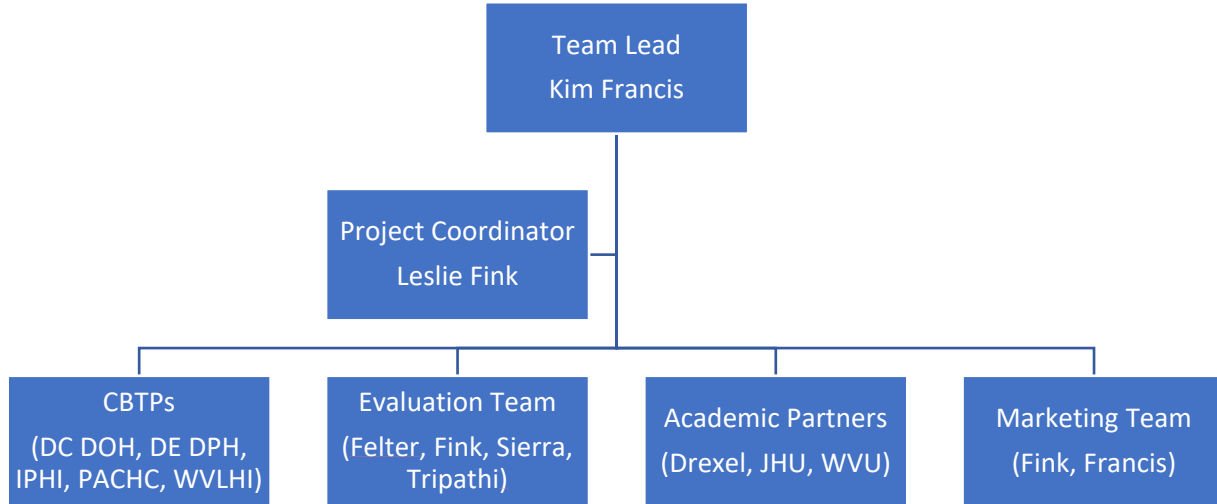 Team Lead
Kim Francis
Project Coordinator
Leslie Fink
CBTPs
(DC DOH, DE DPH,
IPHI, PACHC, WVLHI)
Evaluation Team
(Felter, Fink, Sierra,
Tripathi)
Academic Partners
(Drexel, JHU, WVU)
Marketing Team
(Fink, Francis)